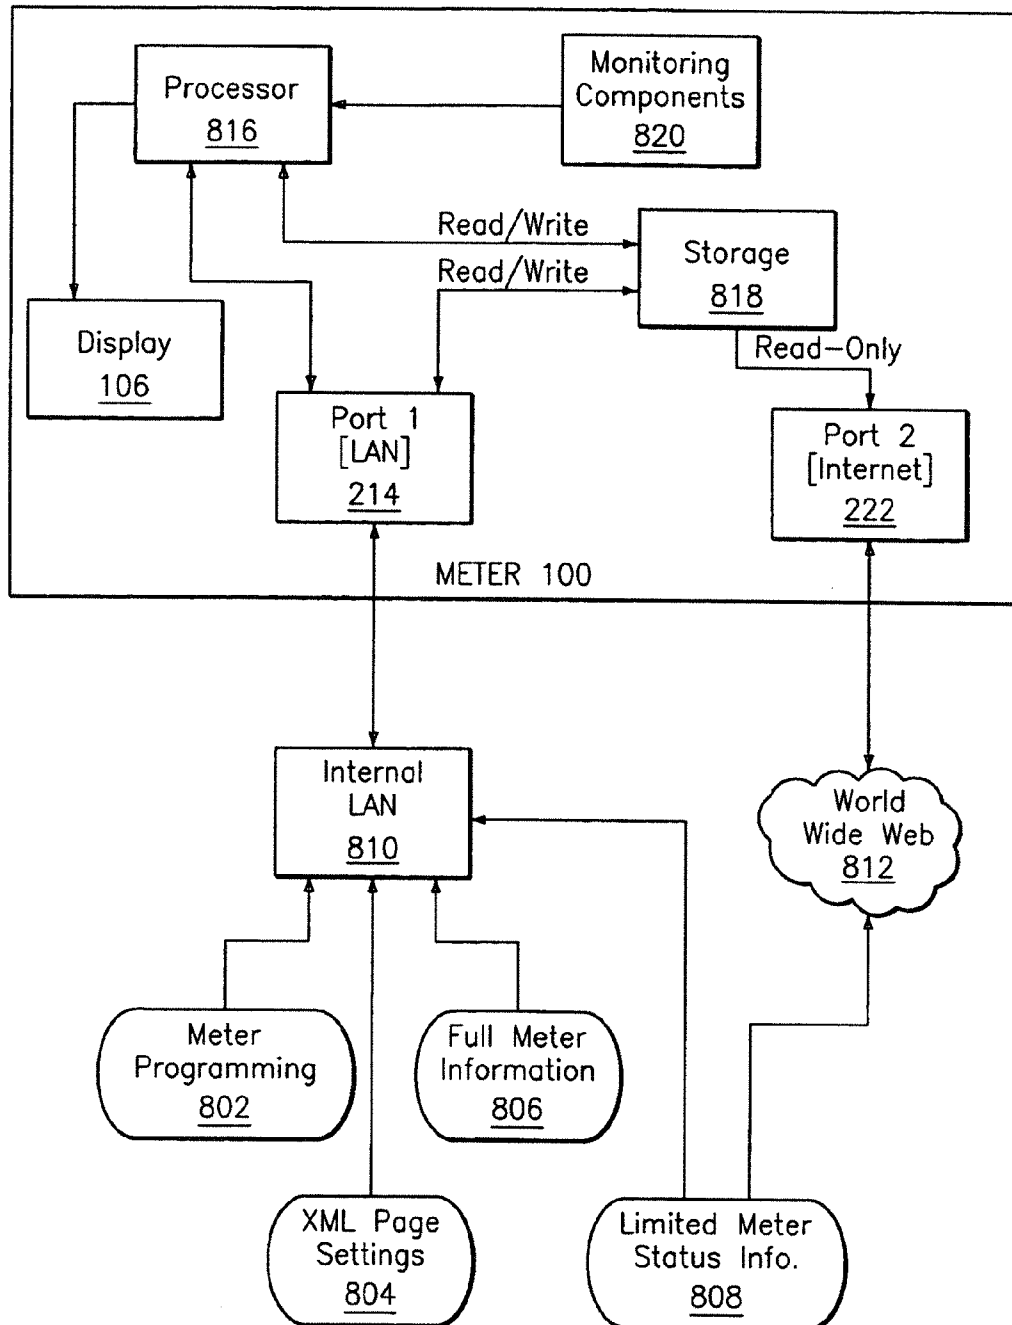 Processor
816
Monitoring
Components
820
Read/Write
Storage
818
Read/Write
Display
106
Read-Only
Port 1
[LAN]
214
Port 2
[Internet]
222
METER 100
Internal
LAN
810
World
Wide Web
812
Meter
Programming
802
Full Meter
Information
806
XML Page
Settings
804
Limited Meter
Status Info.
808